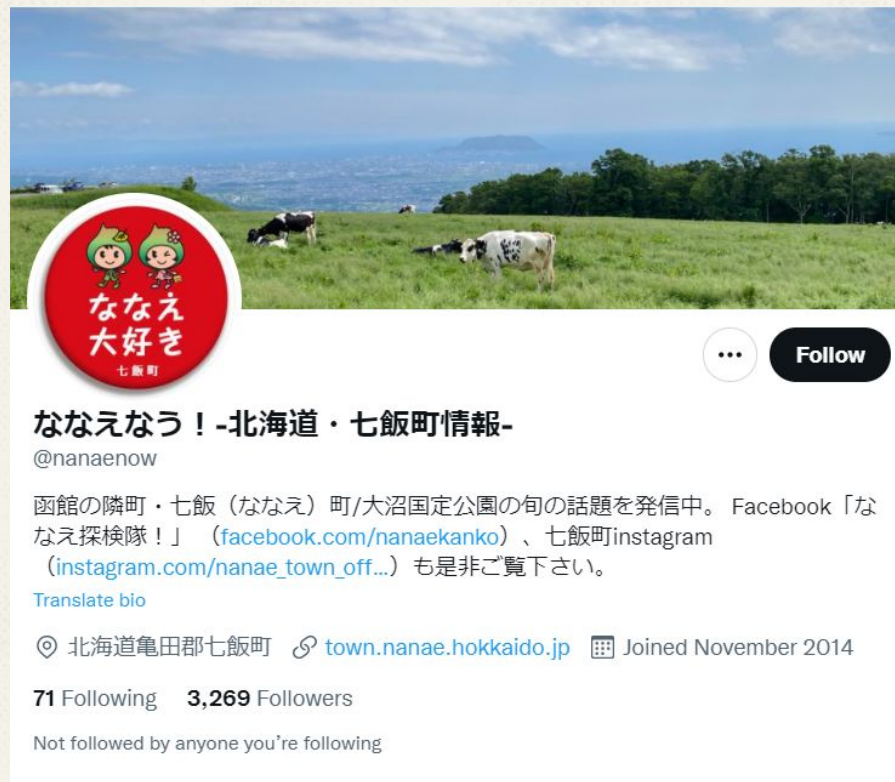 ななえ
大好き
七飯町
Follow
ななえなう！-北海道・七飯町情報-
@nanaenow
函館の隣町・七飯（ななえ）町/大沼国定公園の旬の話題を発信中。 Facebook「な
なえ探検隊！」 （facebook.com/nanaekanko）、七飯町instagram
（instagram.com/nanae_town_off...）も是非ご覧下さい。
Translate bio
北海道亀田郡七飯町 town.nanae.hokkaido.jp Joined November 2014
71 Following 3,269 Followers
Not followed by anyone you’re following